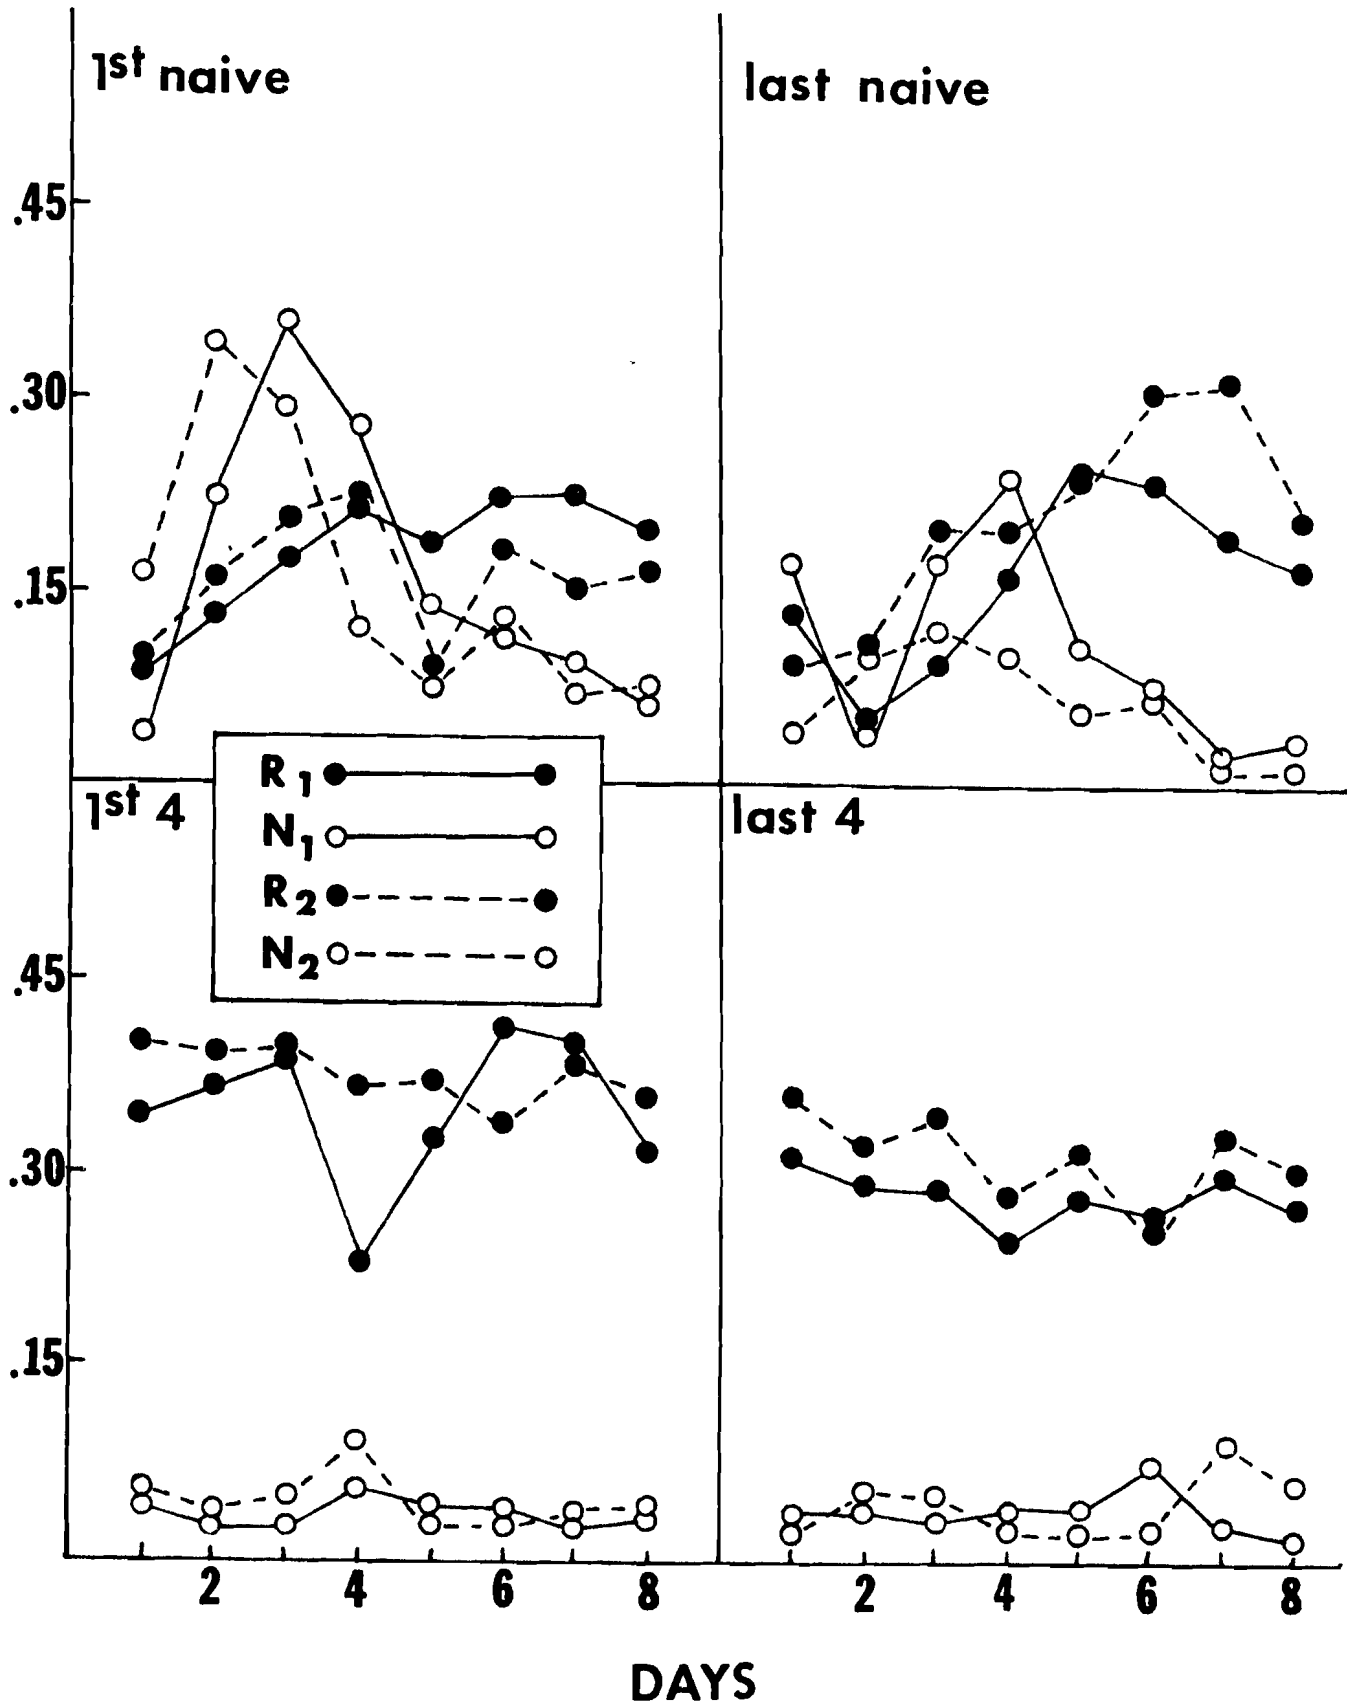 1st naive
last naive
.45
.30
.15
1st 4
last 4
R1
N1
R2
N2
.45
.30
.15
2 4 6 8 2 4 6 8
DAYS